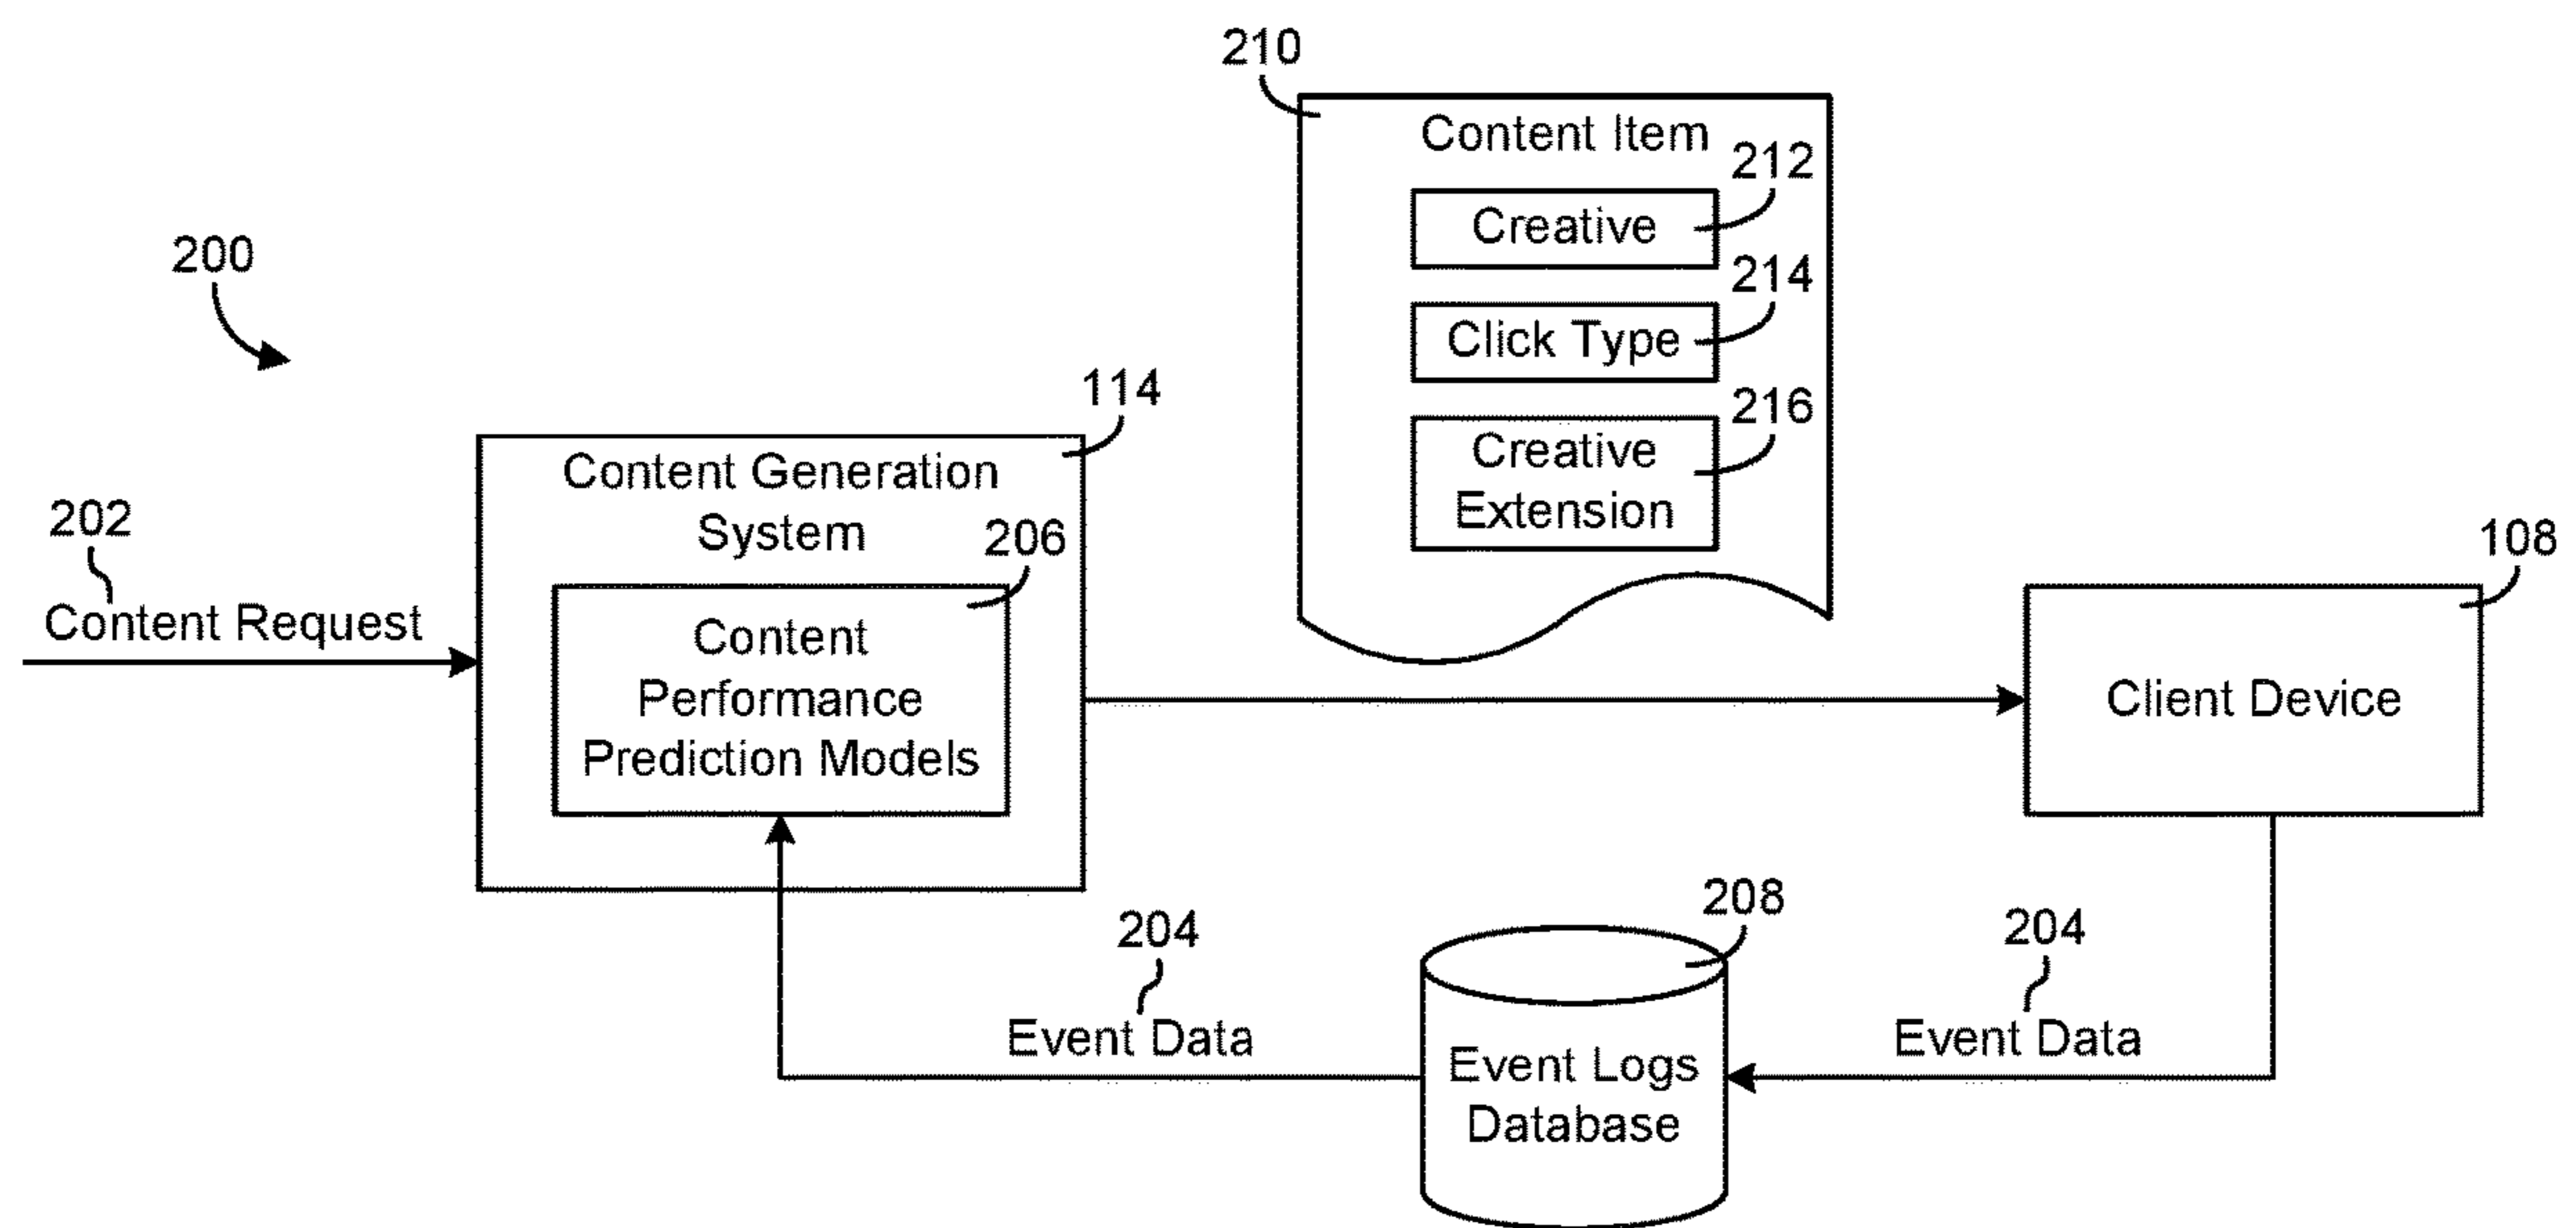 210
Content Item
212
Creative
200
214
Click Type
114
216
Creative
Extension
Content Generation
System
202
206
108
Content Request
Content
Performance
Prediction Models
Client Device
208
204
204
Event Data
Event Data
Event Logs
Database